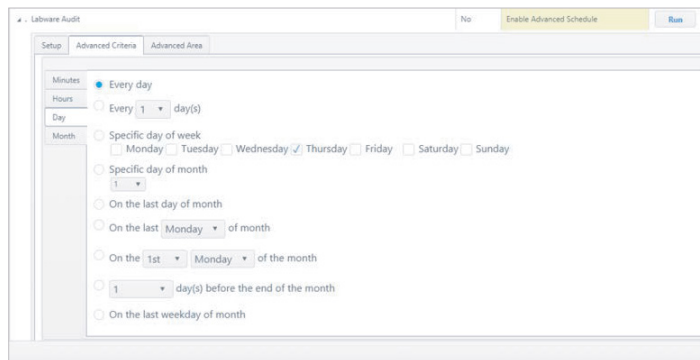 Labware Audit No Enable Advanced Schedule Run
Setup Advanced Criteria Advanced Area
Minutes
Hours
Day
Month
Every day
Every 1 day(s)
Specific day of week
Monday Tuesday Wednesday Thursday Friday Saturday Sunday
Specific day of month
1
On the last day of month
On the last Monday of month
On the 1st Monday of the month
1 day(s) before the end of the month
On the last weekday of month